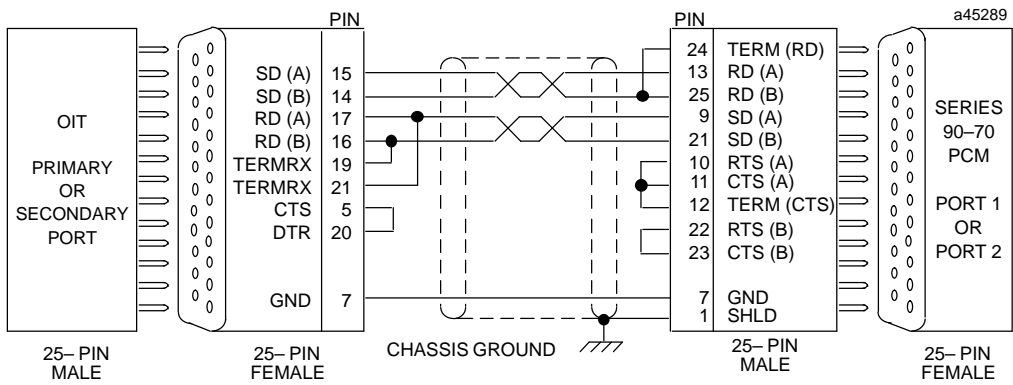 a45289
PIN
PIN
OIT
PRIMARY
OR
SECONDARY
PORT
SD (A) 15
SD (B) 14
RD (A) 17
RD (B) 16
TERMRX 19
TERMRX 21
CTS 5
DTR 20
GND 7
24 TERM (RD)
13 RD (A)
25 RD (B)
9 SD (A)
21 SD (B)
10 RTS (A)
11 CTS (A)
12 TERM (CTS)
22 RTS (B)
23 CTS (B)
7 GND
1 SHLD
SERIES
90–70
PCM
PORT 1
OR
PORT 2
CHASSIS GROUND
25– PIN
MALE
25– PIN
FEMALE
25– PIN
MALE
25– PIN
FEMALE